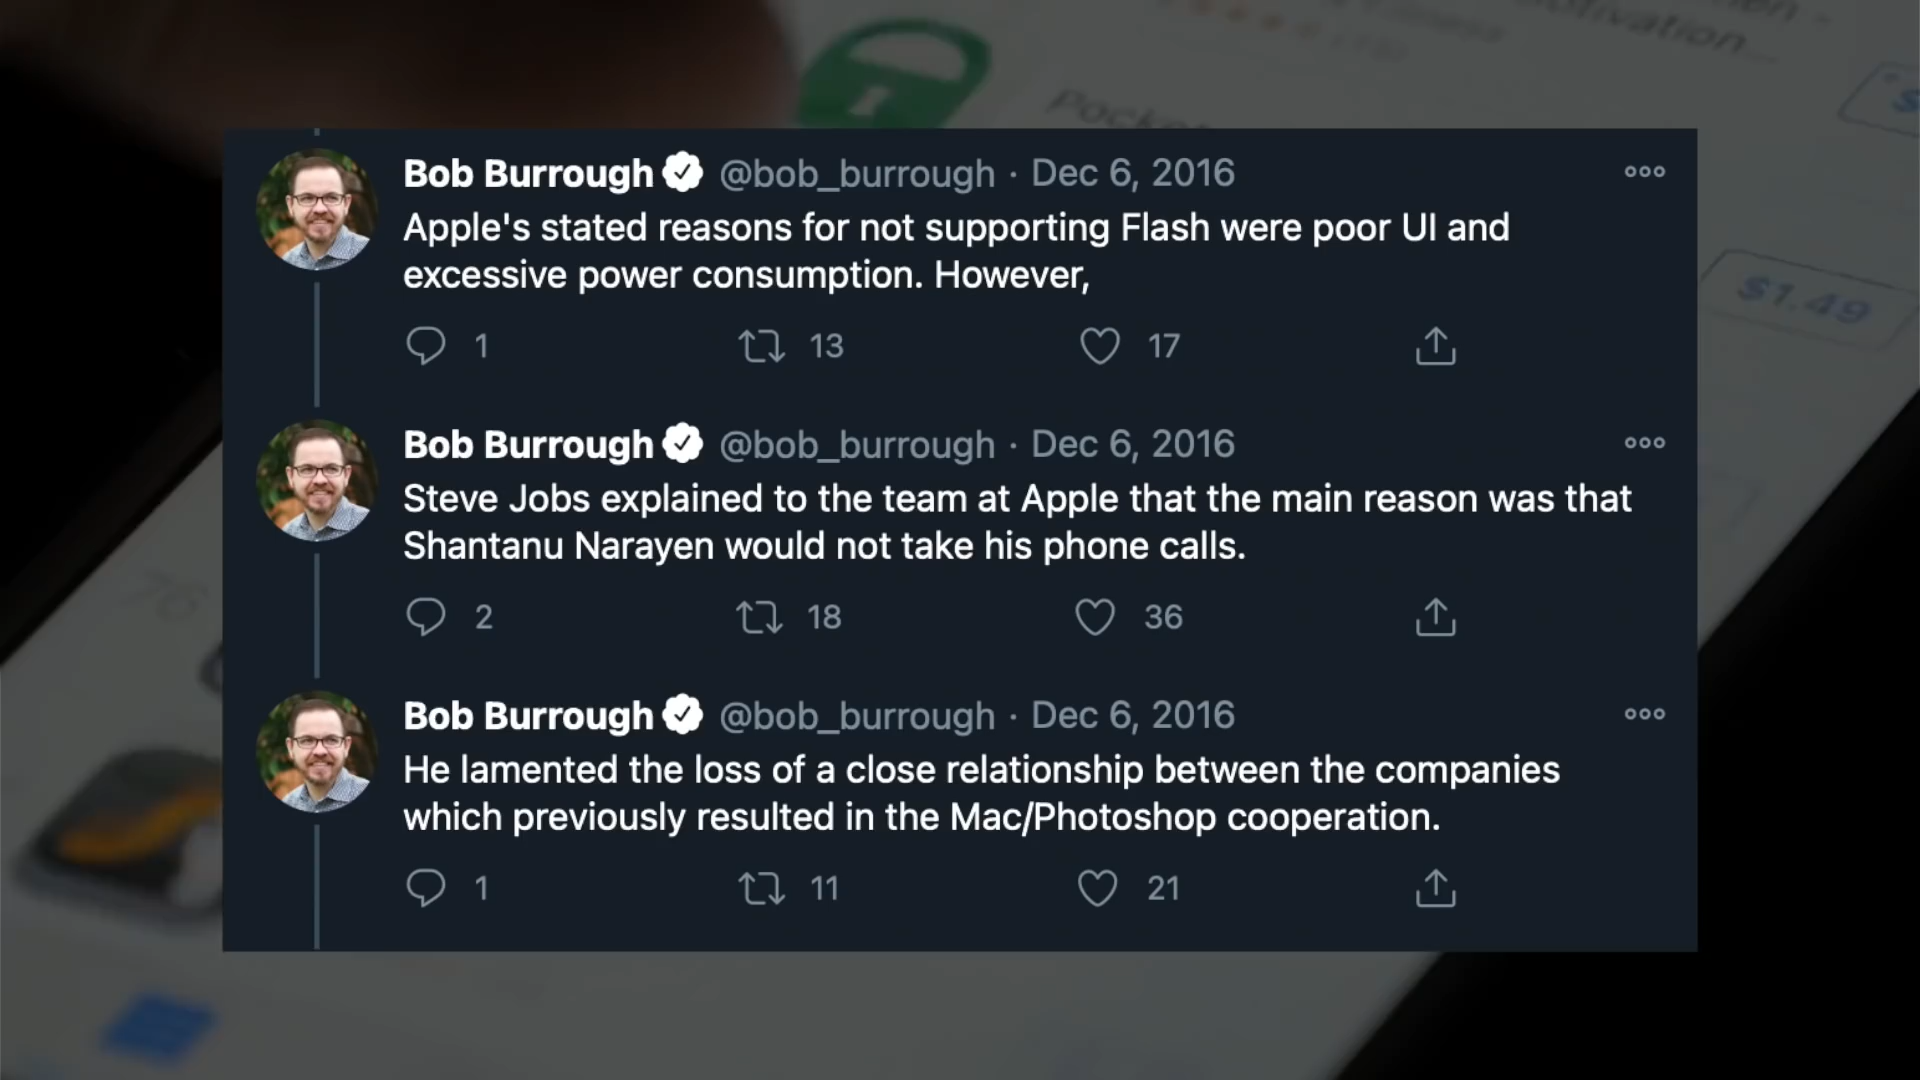 Bob Burrough @bob_burrough · Dec 6, 2016
Apple's stated reasons for not supporting Flash were poor UI and
excessive power consumption. However,
1 13 17
Bob Burrough @bob_burrough · Dec 6, 2016
Steve Jobs explained to the team at Apple that the main reason was that
Shantanu Narayen would not take his phone calls.
2 18 36
Bob Burrough @bob_burrough · Dec 6, 2016
He lamented the loss of a close relationship between the companies
which previously resulted in the Mac/Photoshop cooperation.
1 11 21
$1.49
76